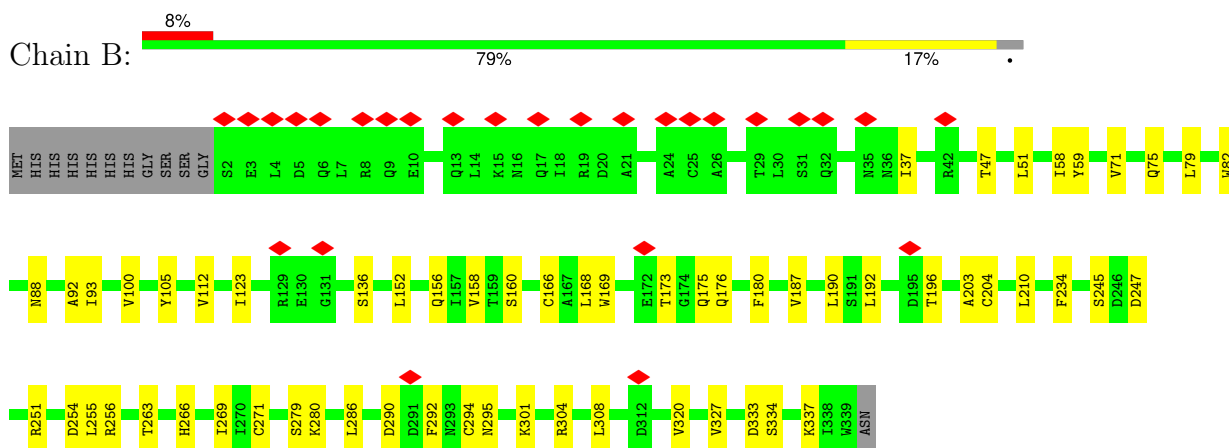 8%
Chain B:
79% 17% •
MET HIS HIS HIS HIS HIS HIS HIS GLY SER SER GLY S2 E3 L4 D5 Q6 L7 R8 Q9 E10 Q13 L14 K15 N16 Q17 I18 R19 D20 A21 A24 C25 A26 T29 L30 S31 Q32 N35 N36 I37 R42 T47 L51 I58 Y59 V71 Q75 L79 W82
N88 A92 I93 V100 Y105 V112 I123 R129 E130 G131 S136 L152 Q156 I157 V158 T159 S160 C166 A167 L168 W169 E172 T173 G174 Q175 Q176 F180 V187 L190 S191 L192 D195 T196 A203 C204 L210 F234 S245 D246 D247
R251 D254 L255 R256 T263 H266 I269 I270 C271 S279 K280 L286 D290 D291 F292 N293 C294 N295 K301 R304 L308 D312 V320 V327 D333 S334 K337 I338 W339 ASN